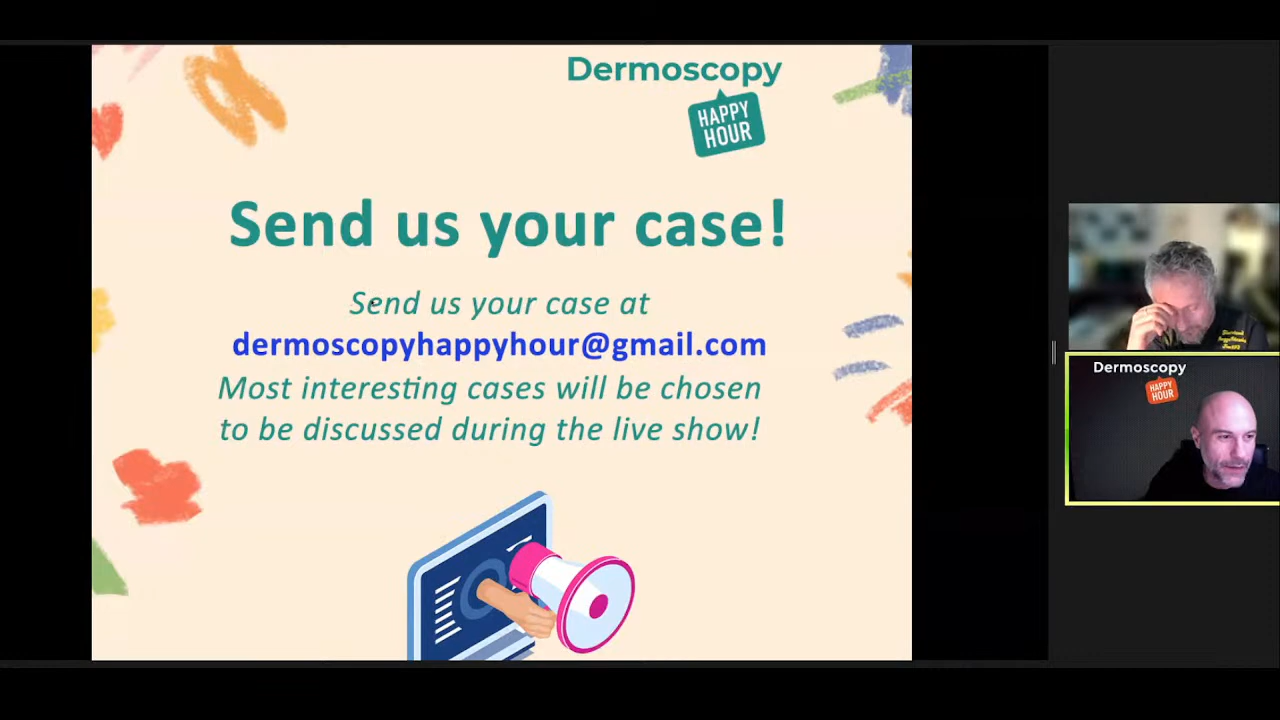 Dermoscopy
HAPPY
HOUR
Send us your case!
Send us your case at
dermoscopyhappyhour@gmail.com
Most interesting cases will be chosen
to be discussed during the live show!
Dermoscopy
HAPPY
HOUR